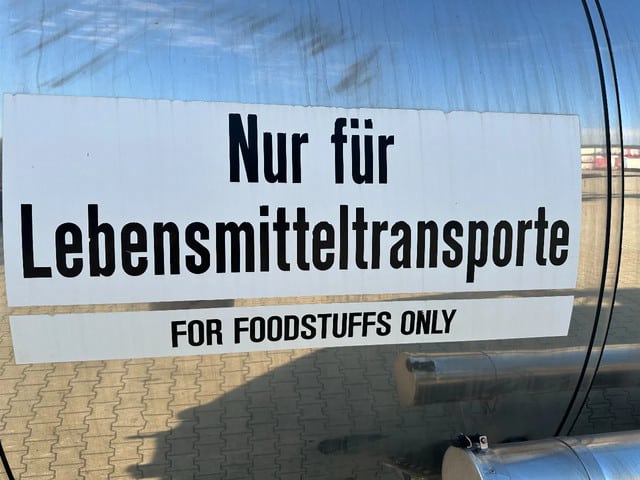 Nur für
Lebensmitteltransporte
FOR FOODSTUFFS ONLY